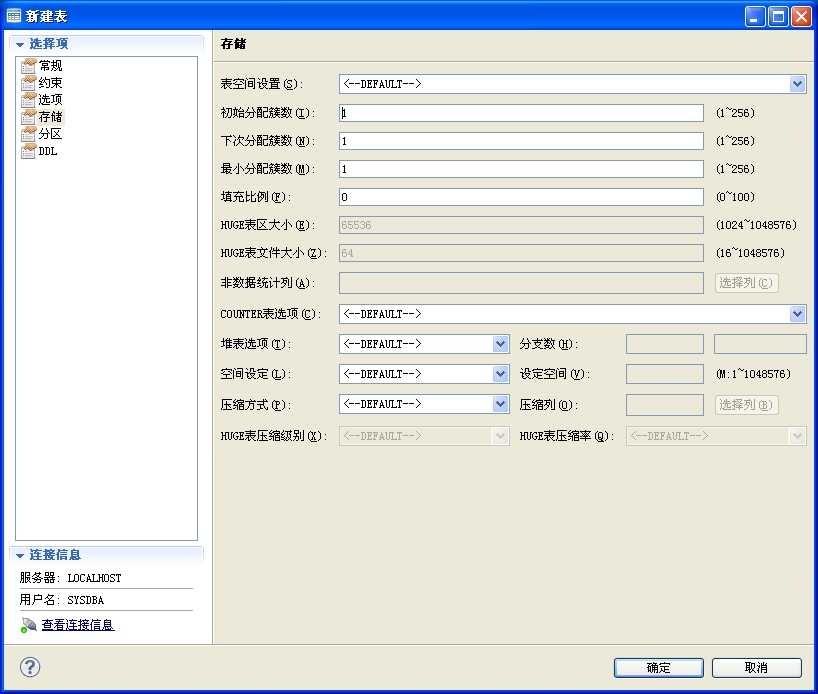 新建表
选择项
常规
约束
选项
存储
分区
DDL
连接信息
服务器: LOCALHOST
用户名: SYSDBA
查看连接信息
存储
表空间设置(S): <--DEFAULT-->
初始分配簇数(I): 1 (1~256)
下次分配簇数(N): 1 (1~256)
最小分配簇数(M): 1 (1~256)
填充比例(F): 0 (0~100)
HUGE表区大小(E): 65536 (1024~1048576)
HUGE表文件大小(Z): 64 (16~1048576)
非数据统计列(A): 选择列(C)
COUNTER表选项(C): <--DEFAULT-->
堆表选项(T): <--DEFAULT--> 分支数(H):
空间设定(L): <--DEFAULT--> 设定空间(V): (M:1~1048576)
压缩方式(P): <--DEFAULT--> 压缩列(O): 选择列(B)
HUGE表压缩级别(X): <--DEFAULT--> HUGE表压缩率(Q): <--DEFAULT-->
?
确定 取消